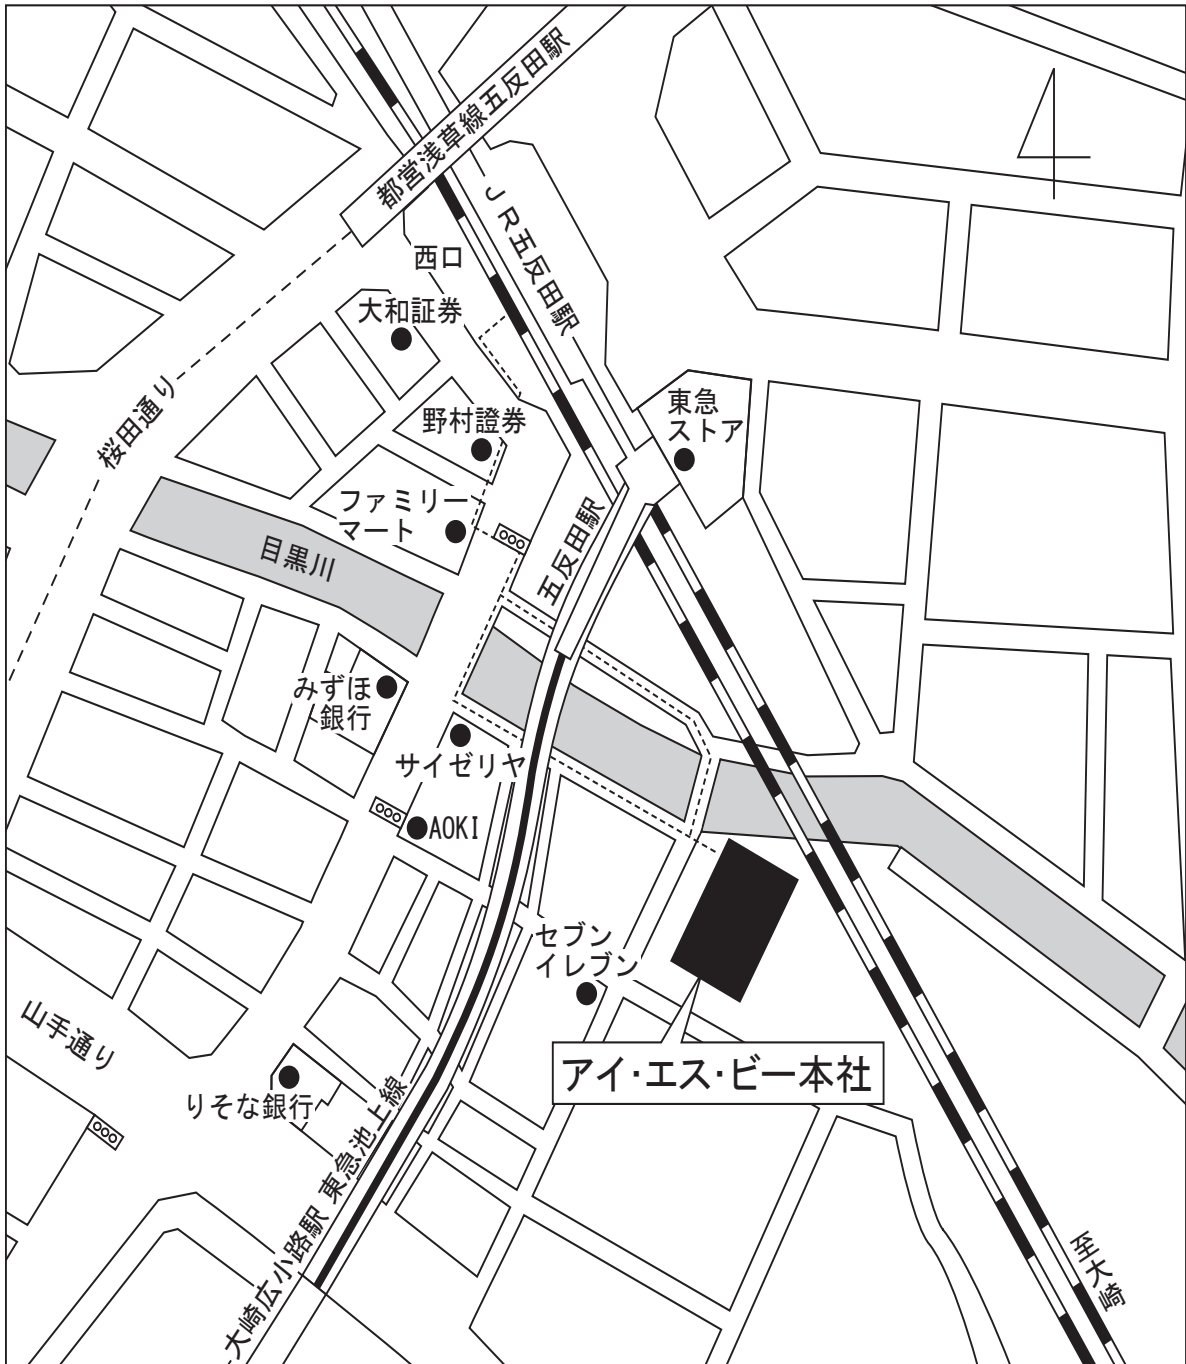 都営浅草線五反田駅
JR五反田駅
西口
大和証券
桜田通り
野村證券
東急
ストア
ファミリー
マート
五反田駅
目黒川
みずほ
銀行
サイゼリヤ
AOKI
セブン
イレブン
山手通り
アイ・エス・ビー本社
りそな銀行
東急池上線
大崎広小路駅
至大崎